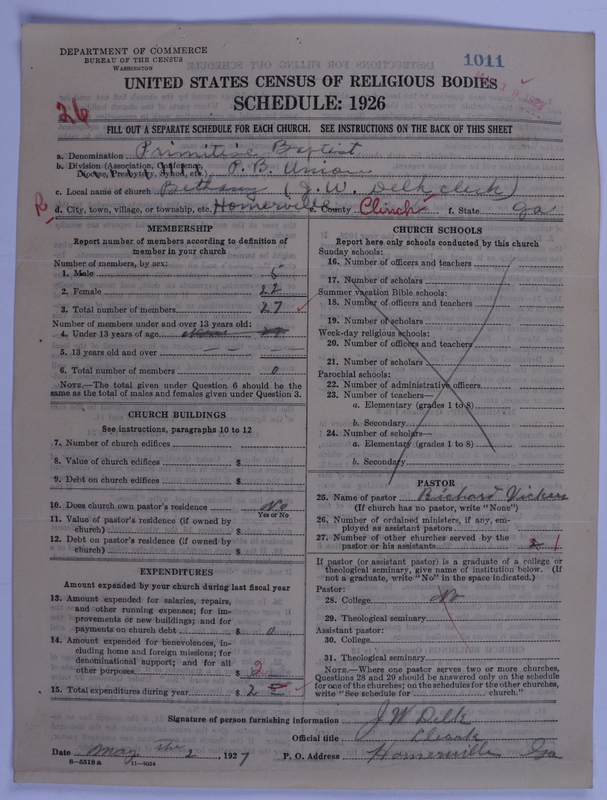 DEPARTMENT OF COMMERCE
BUREAU OF THE CENSUS
WASHINGTON
1011
UNITED STATES CENSUS OF RELIGIOUS BODIES
SCHEDULE: 1926
26
FILL OUT A SEPARATE SCHEDULE FOR EACH CHURCH. SEE INSTRUCTIONS ON THE BACK OF THIS SHEET
a. Denomination Primitive Baptist
b. Division (Association, Conference, Diocese, Presbytery, Synod, etc.) P. B. Union
c. Local name of church Bethany (J. W. Delk clerk)
R d. City, town, village, or township, etc. Homerville e. County Clinch f. State Ga
MEMBERSHIP
Report number of members according to definition of
member in your church
Number of members, by sex:
1. Male 5
2. Female 22
3. Total number of members 27
Number of members under and over 13 years old:
4. Under 13 years of age None 27
5. 13 years old and over — —
6. Total number of members 0
NOTE.—The total given under Question 6 should be the
same as the total of males and females given under Question 3.
CHURCH BUILDINGS
See instructions, paragraphs 10 to 12
7. Number of church edifices
8. Value of church edifices $
9. Debt on church edifices $
10. Does church own pastor's residence No
Yes or No
11. Value of pastor's residence (if owned by
church) $
12. Debt on pastor's residence (if owned by
church) $
EXPENDITURES
Amount expended by your church during last fiscal year
13. Amount expended for salaries, repairs,
and other running expenses; for im-
provements or new buildings; and for
payments on church debt $ 0
14. Amount expended for benevolences, in-
cluding home and foreign missions; for
denominational support; and for all
other purposes $ 2
15. Total expenditures during year $ 2
CHURCH SCHOOLS
Report here only schools conducted by this church
Sunday schools:
16. Number of officers and teachers
17. Number of scholars
Summer vacation Bible schools:
18. Number of officers and teachers
19. Number of scholars
Week-day religious schools:
20. Number of officers and teachers
21. Number of scholars
Parochial schools:
22. Number of administrative officers
23. Number of teachers—
a. Elementary (grades 1 to 8)
b. Secondary
24. Number of scholars—
a. Elementary (grades 1 to 8)
b. Secondary
PASTOR
25. Name of pastor Richard Vickers
(If church has no pastor, write "None")
26. Number of ordained ministers, if any, em-
ployed as assistant pastors
27. Number of other churches served by the
pastor or his assistants 1
If pastor (or assistant pastor) is a graduate of a college or
theological seminary, give name of institution below. (If
not a graduate, write "No" in the space indicated.)
Pastor:
28. College No
29. Theological seminary
Assistant pastor:
30. College
31. Theological seminary
NOTE.—Where one pastor serves two or more churches,
Questions 28 and 29 should be answered only on the schedule
for one of the churches; on the schedules for the other churches,
write "See schedule for church."
Signature of person furnishing information J W Delk
Official title Cleark
Date May the 2, 1927 P. O. Address Homerville Ga
8—5318 a 11—9034